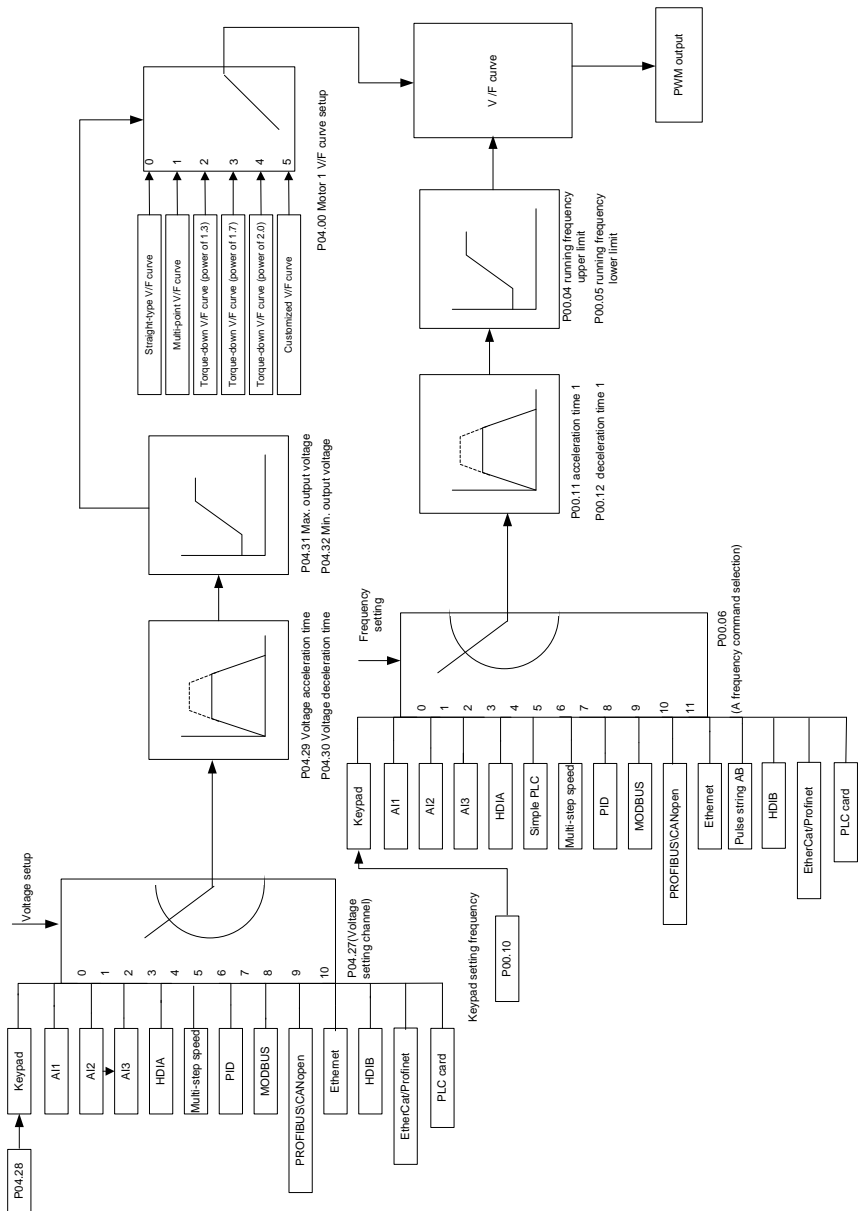 Voltage setup
P04.28
Keypad
AI1
AI2
AI3
HDIA
Multi-step speed
PID
MODBUS
PROFIBUS\CANopen
Ethernet
HDIB
EtherCat/Profinet
PLC card
0
1
2
3
4
5
6
7
8
9
10
P04.27(Voltage
setting channel)
P04.29 Voltage acceleration time
P04.30 Voltage deceleration time
P04.31 Max. output voltage
P04.32 Min. output voltage
Straight-type V/F curve
Multi-point V/F curve
Torque-down V/F curve (power of 1.3)
Torque-down V/F curve (power of 1.7)
Torque-down V/F curve (power of 2.0)
Customized V/F curve
0
1
2
3
4
5
P04.00 Motor 1 V/F curve setup
Keypad setting frequency
P00.10
Frequency
setting
Keypad
AI1
AI2
AI3
HDIA
Simple PLC
Multi-step speed
PID
MODBUS
PROFIBUS\CANopen
Ethernet
Pulse string AB
HDIB
EtherCat/Profinet
PLC card
0
1
2
3
4
5
6
7
8
9
10
11
P00.06
(A frequency command selection)
P00.11 acceleration time 1
P00.12 deceleration time 1
P00.04 running frequency
upper limit
P00.05 running frequency
lower limit
V /F curve
PWM output